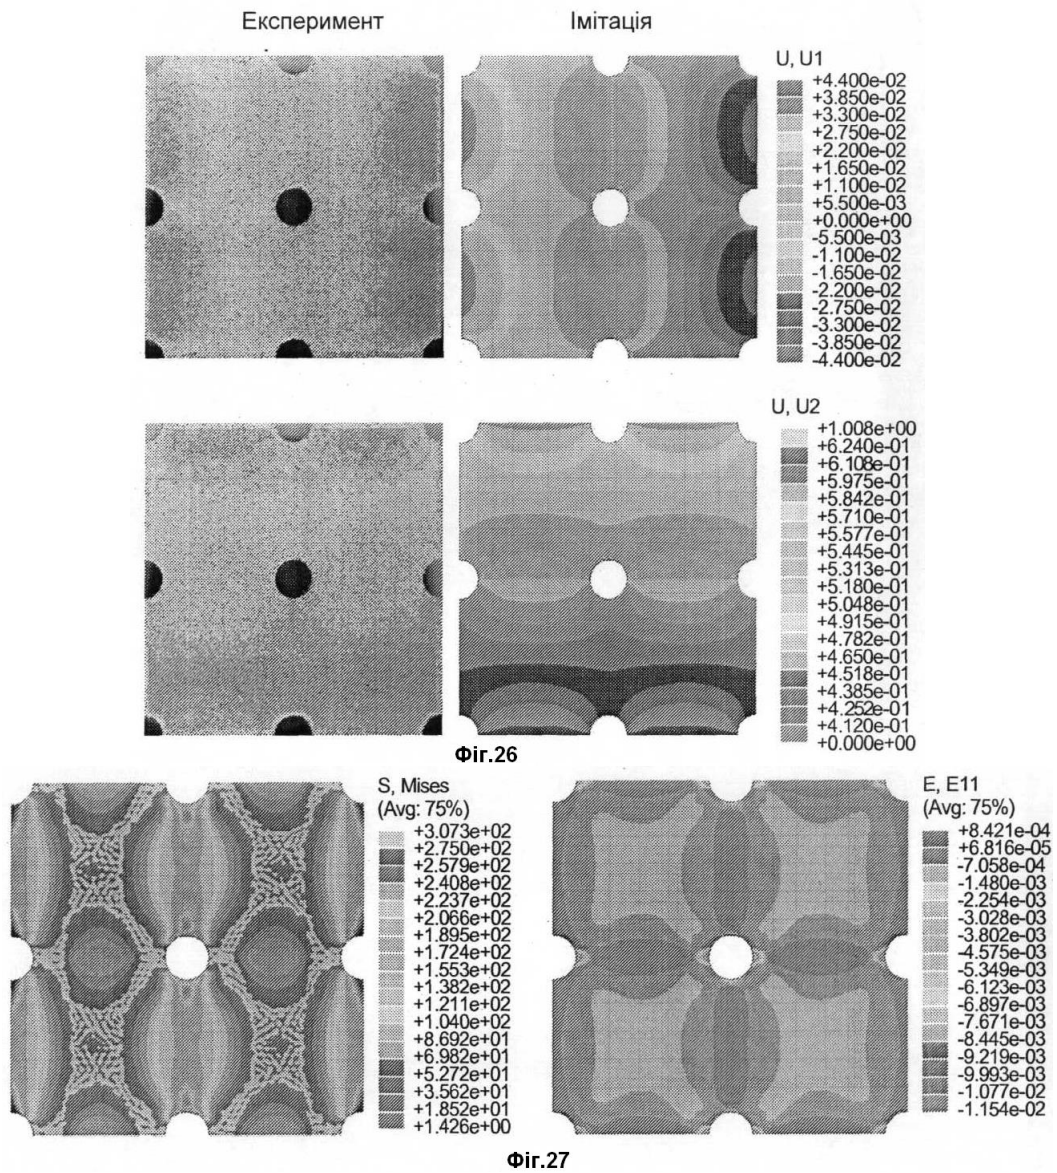 Експеримент
Імітація
U, U1
+4.400e-02
+3.850e-02
+3.300e-02
+2.750e-02
+2.200e-02
+1.650e-02
+1.100e-02
+5.500e-03
+0.000e+00
-5.500e-03
-1.100e-02
-1.650e-02
-2.200e-02
-2.750e-02
-3.300e-02
-3.850e-02
-4.400e-02
U, U2
+1.008e+00
+6.240e-01
+6.108e-01
+5.975e-01
+5.842e-01
+5.710e-01
+5.577e-01
+5.445e-01
+5.313e-01
+5.180e-01
+5.048e-01
+4.915e-01
+4.782e-01
+4.650e-01
+4.518e-01
+4.385e-01
+4.252e-01
+4.120e-01
+0.000e+00
Фіг.26
S, Mises
(Avg: 75%)
+3.073e+02
+2.750e+02
+2.579e+02
+2.408e+02
+2.237e+02
+2.066e+02
+1.895e+02
+1.724e+02
+1.553e+02
+1.382e+02
+1.211e+02
+1.040e+02
+8.692e+01
+6.982e+01
+5.272e+01
+3.562e+01
+1.852e+01
+1.426e+00
E, E11
(Avg: 75%)
+8.421e-04
+6.816e-05
-7.058e-04
-1.480e-03
-2.254e-03
-3.028e-03
-3.802e-03
-4.575e-03
-5.349e-03
-6.123e-03
-6.897e-03
-7.671e-03
-8.445e-03
-9.219e-03
-9.993e-03
-1.077e-02
-1.154e-02
Фіг.27